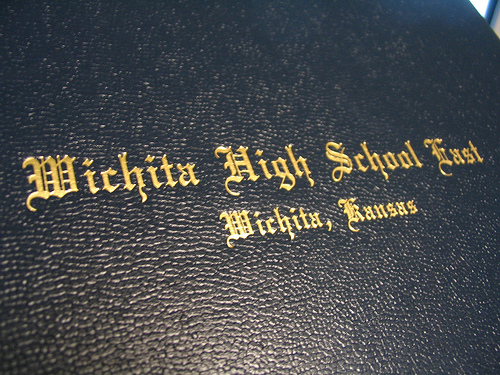 Wichita High School East
Wichita, Kansas